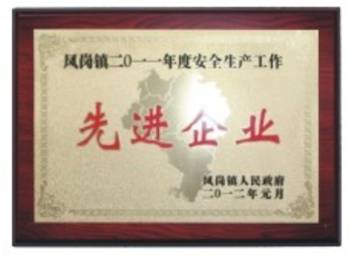 凤岗镇二〇一一年度安全生产工作
先进企业
凤岗镇人民政府
二〇一二年元月